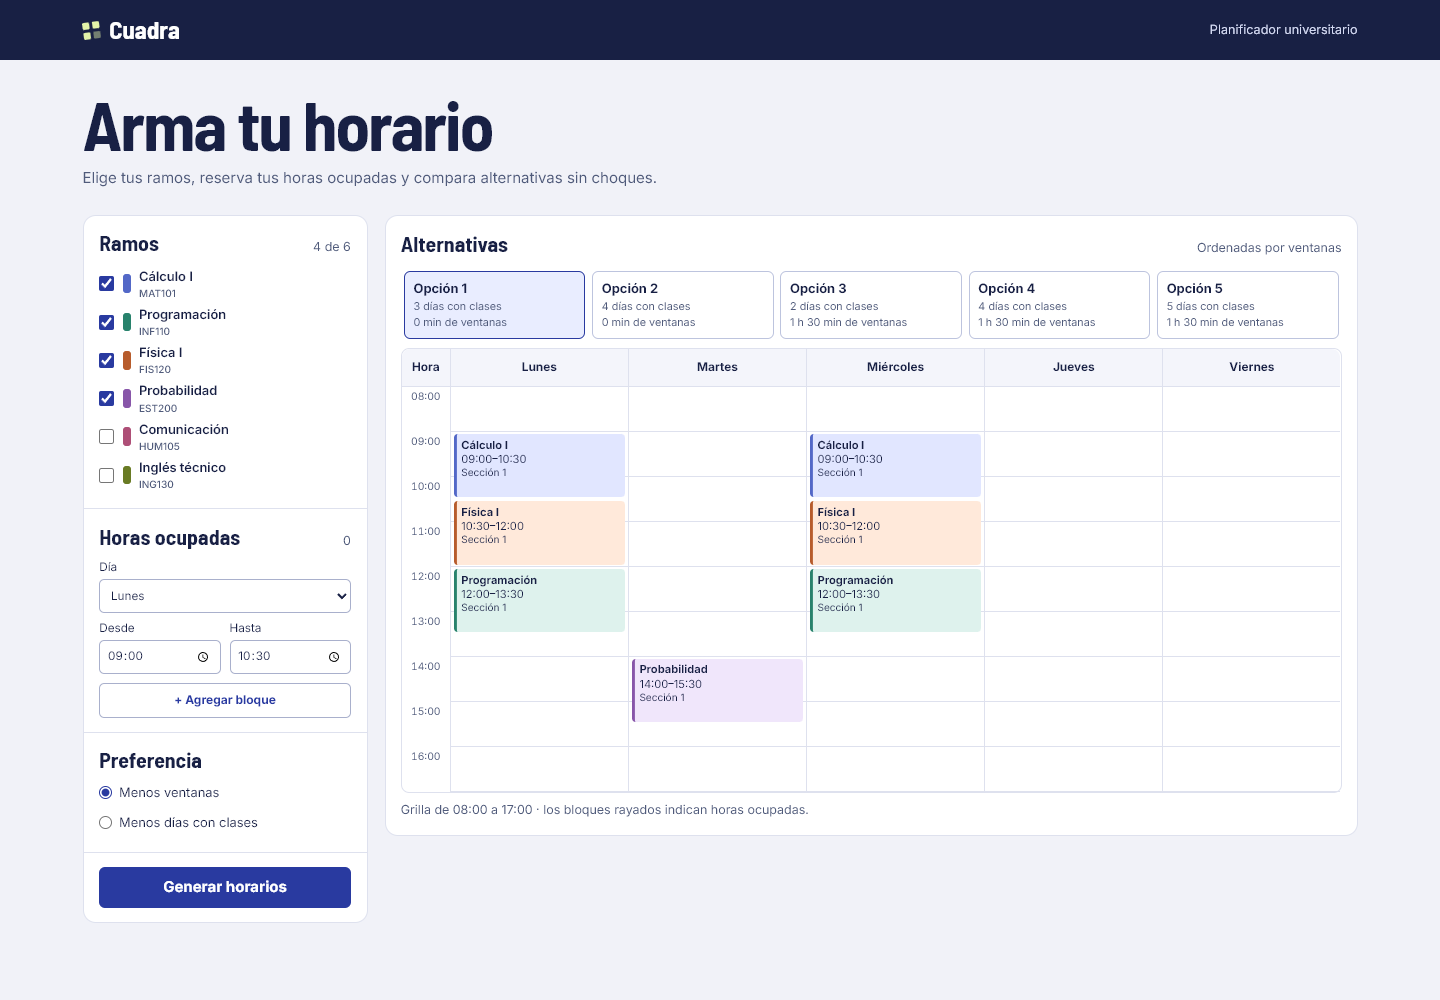 Cuadra
Planificador universitario
Arma tu horario
Elige tus ramos, reserva tus horas ocupadas y compara alternativas sin choques.
Ramos
4 de 6
Cálculo I
MAT101
Programación
INF110
Física I
FIS120
Probabilidad
EST200
Comunicación
HUM105
Inglés técnico
ING130
Horas ocupadas
0
Día
Lunes
Desde
Hasta
09:00
10:30
+ Agregar bloque
Preferencia
Menos ventanas
Menos días con clases
Generar horarios
Alternativas
Ordenadas por ventanas
Opción 1
3 días con clases
0 min de ventanas
Opción 2
4 días con clases
0 min de ventanas
Opción 3
2 días con clases
1 h 30 min de ventanas
Opción 4
4 días con clases
1 h 30 min de ventanas
Opción 5
5 días con clases
1 h 30 min de ventanas
Hora
Lunes
Martes
Miércoles
Jueves
Viernes
08:00
09:00
Cálculo I
09:00–10:30
Sección 1
Cálculo I
09:00–10:30
Sección 1
10:00
Física I
10:30–12:00
Sección 1
Física I
10:30–12:00
Sección 1
11:00
12:00
Programación
12:00–13:30
Sección 1
Programación
12:00–13:30
Sección 1
13:00
14:00
Probabilidad
14:00–15:30
Sección 1
15:00
16:00
Grilla de 08:00 a 17:00 · los bloques rayados indican horas ocupadas.